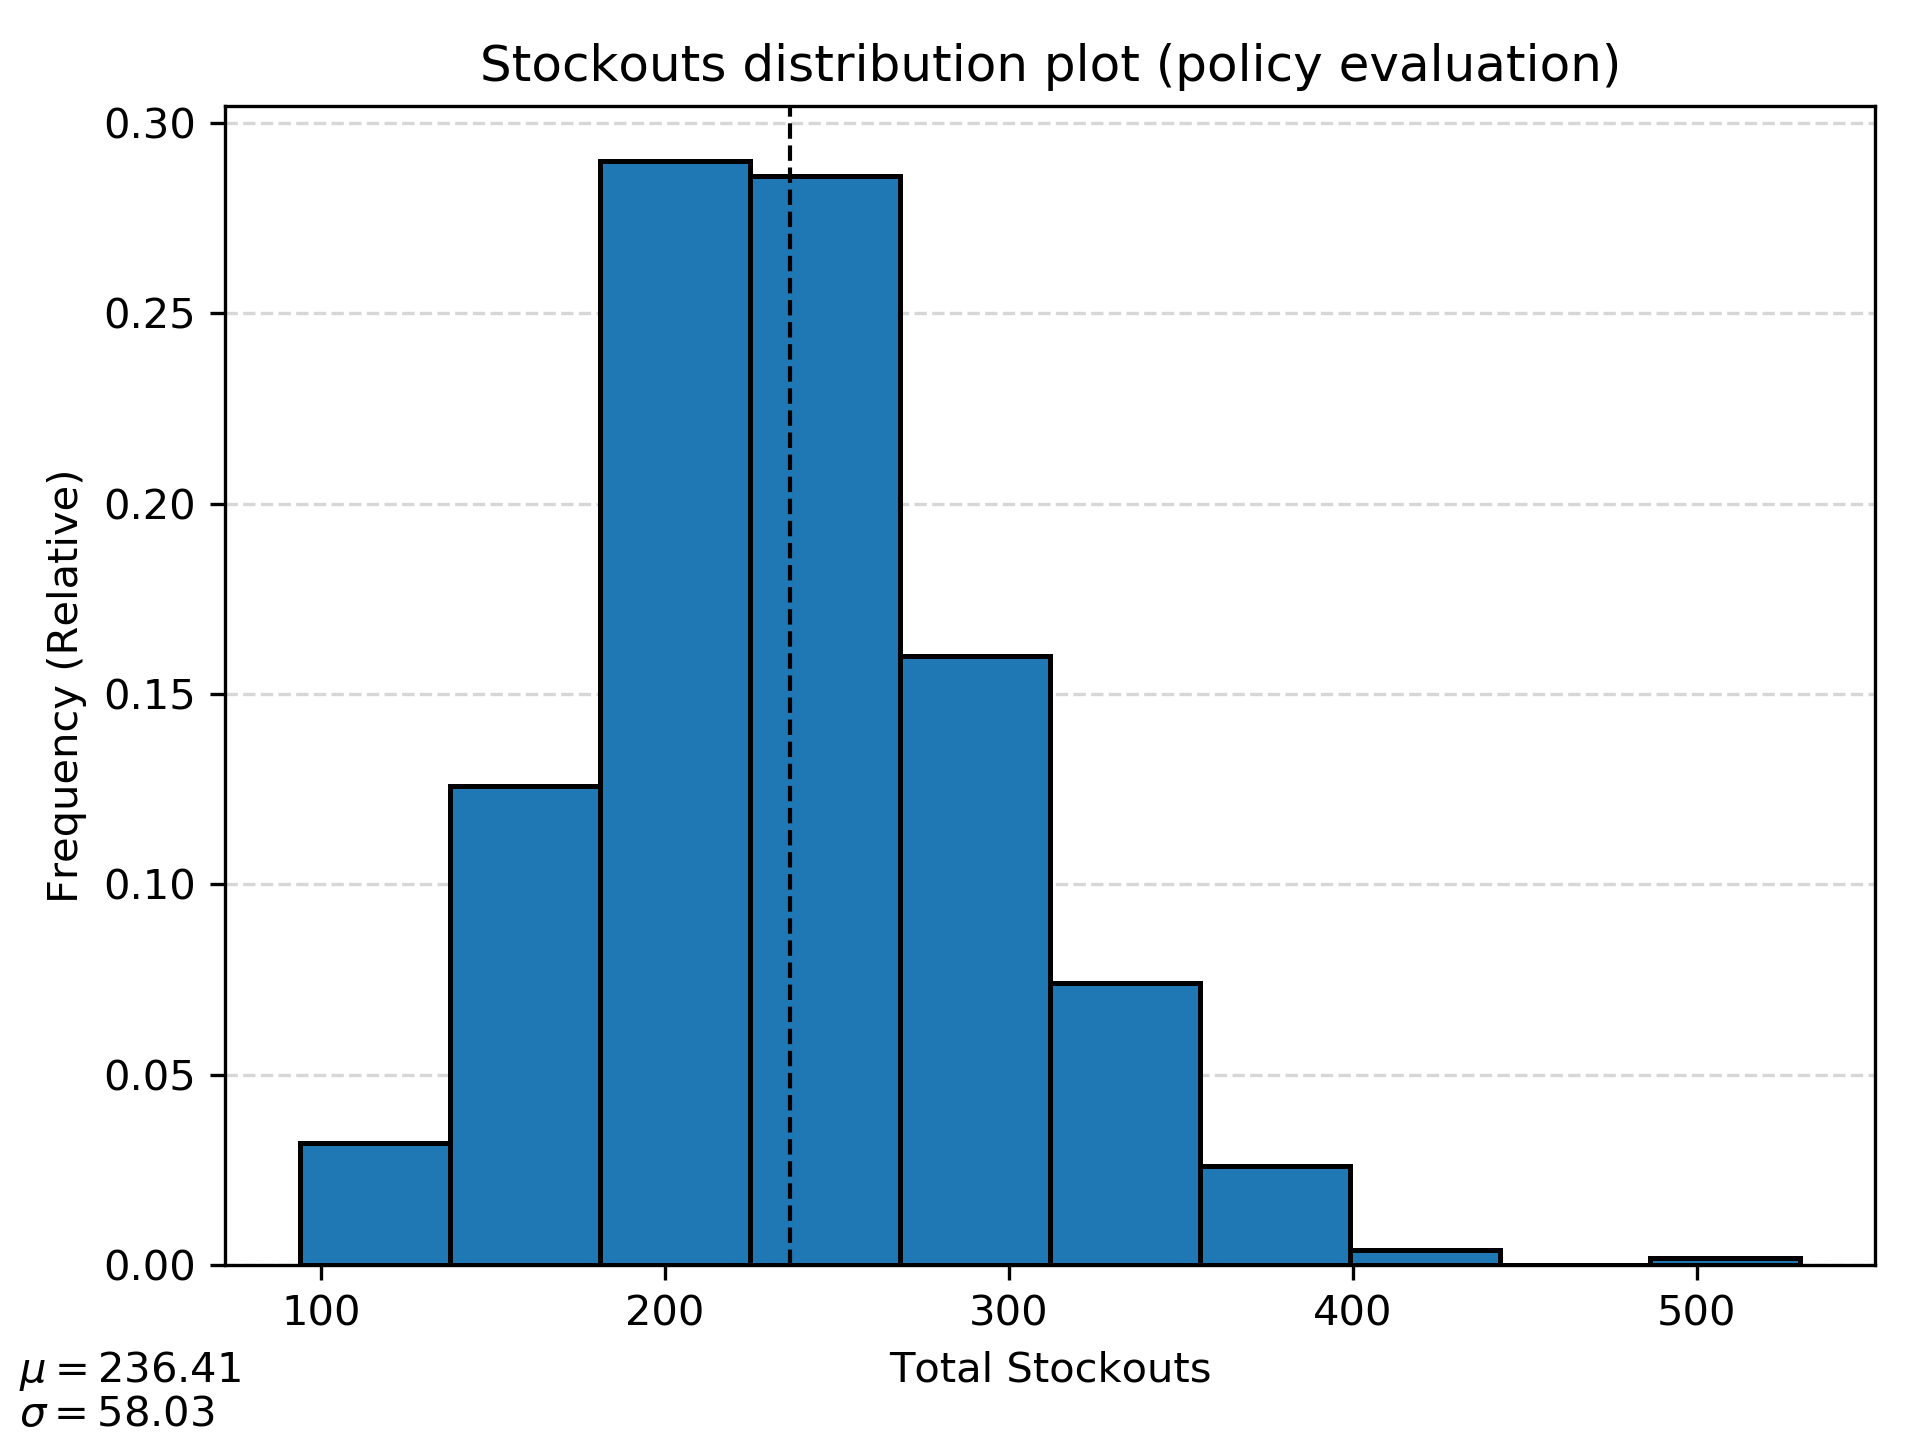 Stockouts distribution plot (policy evaluation)
0.30
0.25
0.20
0.15
0.10
0.05
0.00
Frequency (Relative)
100 200 300 400 500
Total Stockouts
μ = 236.41
σ = 58.03